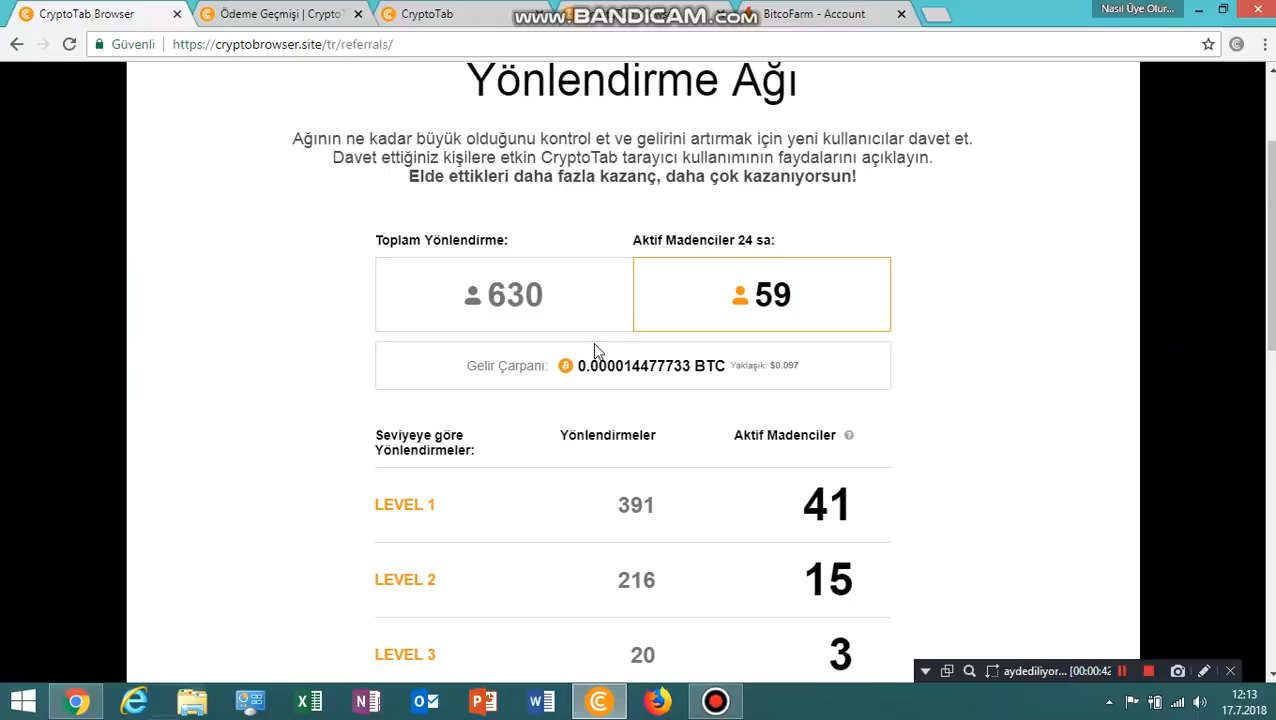 CryptoTab Browser
Ödeme Geçmişi | CryptoT
CryptoTab
BitcoFarm - Account
www.BANDICAM.com
Nasıl Üye Olur...
Güvenli
https://cryptobrowser.site/tr/referrals/
Yönlendirme Ağı
Ağının ne kadar büyük olduğunu kontrol et ve gelirini artırmak için yeni kullanıcılar davet et.
Davet ettiğiniz kişilere etkin CryptoTab tarayıcı kullanımının faydalarını açıklayın.
Elde ettikleri daha fazla kazanç, daha çok kazanıyorsun!
Toplam Yönlendirme:
Aktif Madenciler 24 sa:
630
59
Gelir Çarpanı: 0.000014477733 BTC Yaklaşık: $0.097
Seviyeye göre
Yönlendirmeler:
Yönlendirmeler
Aktif Madenciler
LEVEL 1 391 41
LEVEL 2 216 15
LEVEL 3 20 3
aydediliyor... [00:00:42
12:13
17.7.2018